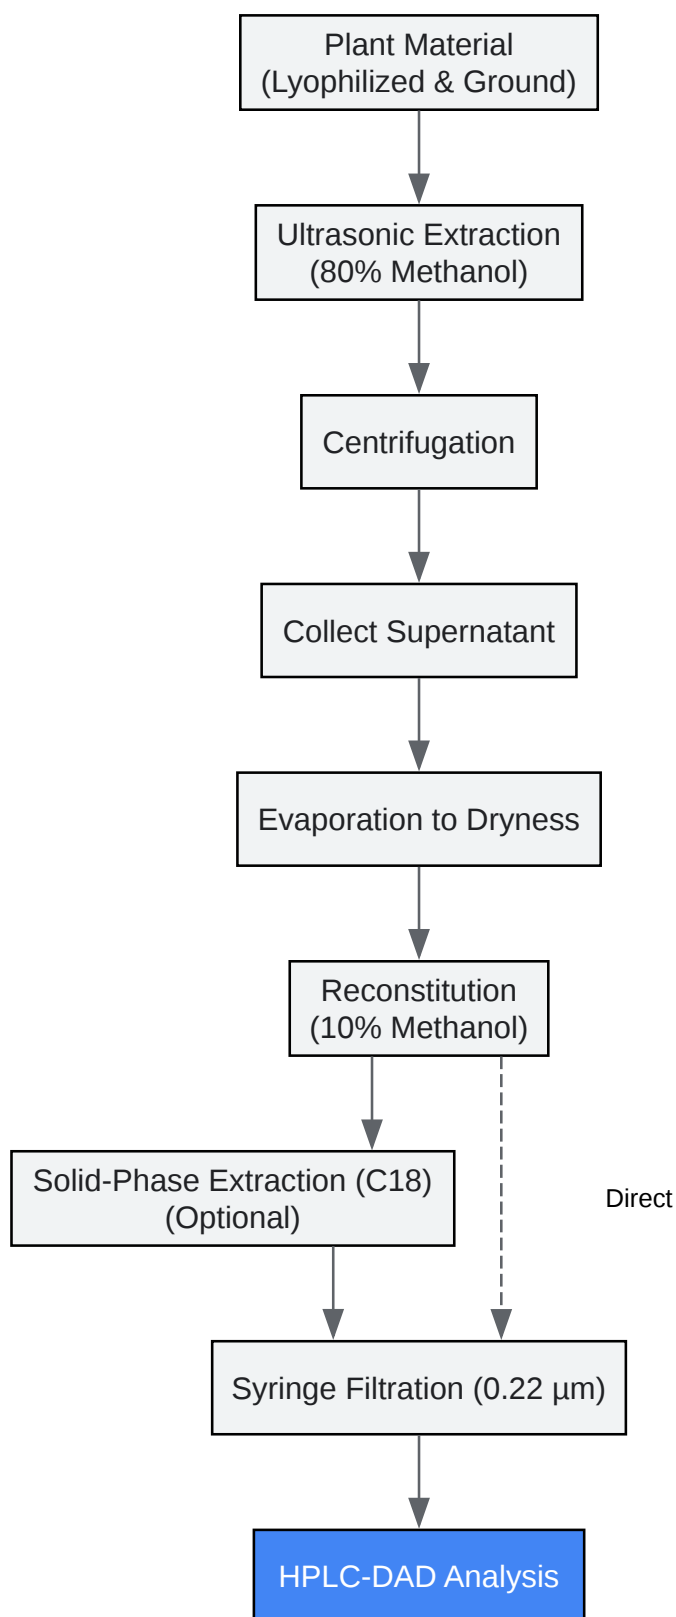 Plant Material
(Lyophilized & Ground)
Ultrasonic Extraction
(80% Methanol)
Centrifugation
Collect Supernatant
Evaporation to Dryness
Reconstitution
(10% Methanol)
Solid-Phase Extraction (C18)
(Optional)
Direct
Syringe Filtration (0.22 µm)
HPLC-DAD Analysis